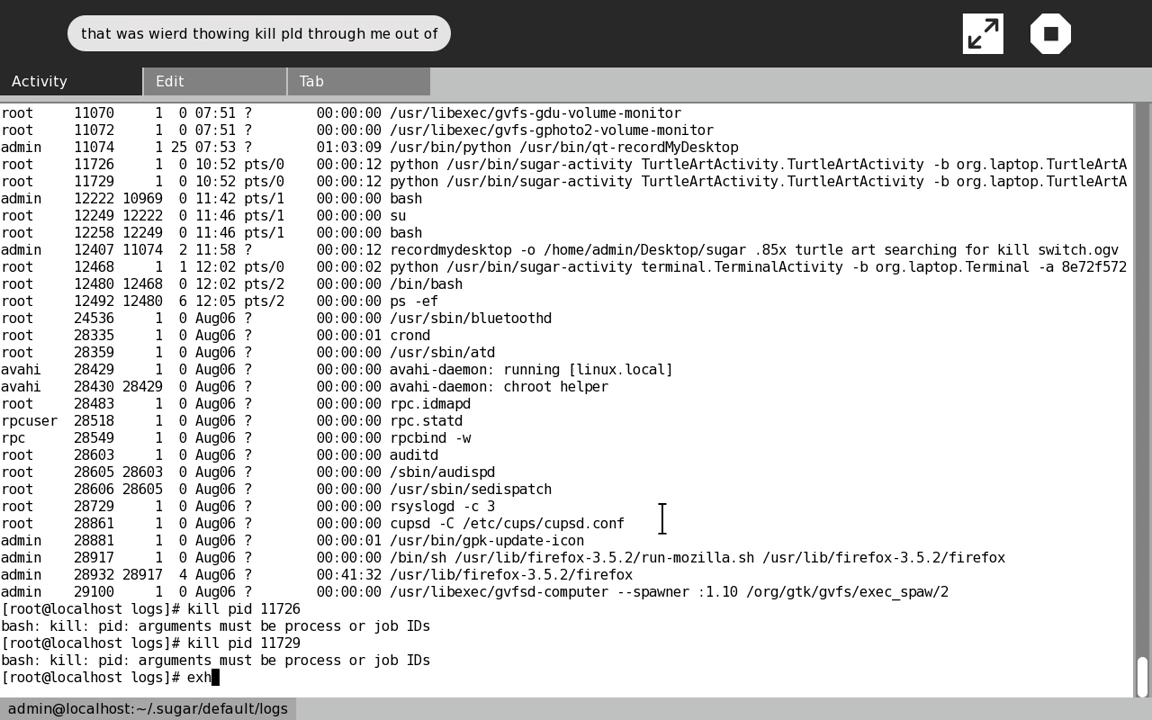 that was wierd thowing kill pId through me out of
Activity
Edit
Tab
root     11070     1  0 07:51 ?        00:00:00 /usr/libexec/gvfs-gdu-volume-monitor
root     11072     1  0 07:51 ?        00:00:00 /usr/libexec/gvfs-gphoto2-volume-monitor
admin    11074     1 25 07:53 ?        01:03:09 /usr/bin/python /usr/bin/qt-recordMyDesktop
root     11726     1  0 10:52 pts/0    00:00:12 python /usr/bin/sugar-activity TurtleArtActivity.TurtleArtActivity -b org.laptop.TurtleArtA
root     11729     1  0 10:52 pts/0    00:00:12 python /usr/bin/sugar-activity TurtleArtActivity.TurtleArtActivity -b org.laptop.TurtleArtA
admin    12222 10969  0 11:42 pts/1    00:00:00 bash
root     12249 12222  0 11:46 pts/1    00:00:00 su
root     12258 12249  0 11:46 pts/1    00:00:00 bash
admin    12407 11074  2 11:58 ?        00:00:12 recordmydesktop -o /home/admin/Desktop/sugar .85x turtle art searching for kill switch.ogv
root     12468     1  1 12:02 pts/0    00:00:02 python /usr/bin/sugar-activity terminal.TerminalActivity -b org.laptop.Terminal -a 8e72f572
root     12480 12468  0 12:02 pts/2    00:00:00 /bin/bash
root     12492 12480  6 12:05 pts/2    00:00:00 ps -ef
root     24536     1  0 Aug06 ?        00:00:00 /usr/sbin/bluetoothd
root     28335     1  0 Aug06 ?        00:00:01 crond
root     28359     1  0 Aug06 ?        00:00:00 /usr/sbin/atd
avahi    28429     1  0 Aug06 ?        00:00:00 avahi-daemon: running [linux.local]
avahi    28430 28429  0 Aug06 ?        00:00:00 avahi-daemon: chroot helper
root     28483     1  0 Aug06 ?        00:00:00 rpc.idmapd
rpcuser  28518     1  0 Aug06 ?        00:00:00 rpc.statd
rpc      28549     1  0 Aug06 ?        00:00:00 rpcbind -w
root     28603     1  0 Aug06 ?        00:00:00 auditd
root     28605 28603  0 Aug06 ?        00:00:00 /sbin/audispd
root     28606 28605  0 Aug06 ?        00:00:00 /usr/sbin/sedispatch
root     28729     1  0 Aug06 ?        00:00:00 rsyslogd -c 3
root     28861     1  0 Aug06 ?        00:00:00 cupsd -C /etc/cups/cupsd.conf
admin    28881     1  0 Aug06 ?        00:00:01 /usr/bin/gpk-update-icon
admin    28917     1  0 Aug06 ?        00:00:00 /bin/sh /usr/lib/firefox-3.5.2/run-mozilla.sh /usr/lib/firefox-3.5.2/firefox
admin    28932 28917  4 Aug06 ?        00:41:32 /usr/lib/firefox-3.5.2/firefox
admin    29100     1  0 Aug06 ?        00:00:00 /usr/libexec/gvfsd-computer --spawner :1.10 /org/gtk/gvfs/exec_spaw/2
[root@localhost logs]# kill pid 11726
bash: kill: pid: arguments must be process or job IDs
[root@localhost logs]# kill pid 11729
bash: kill: pid: arguments must be process or job IDs
[root@localhost logs]# exh
admin@localhost:~/.sugar/default/logs